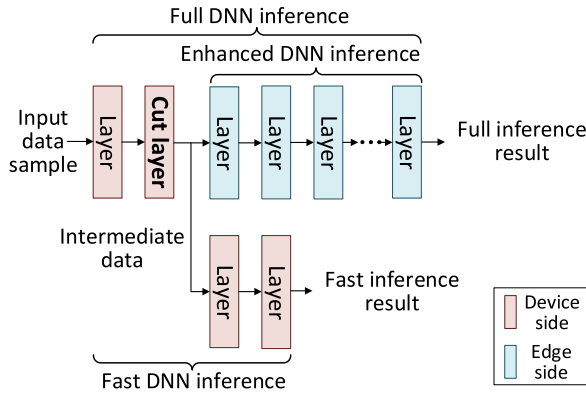 Full DNN inference
Enhanced DNN inference
Input
data
sample
Layer
Cut layer
Layer
Layer
Layer
Layer
Full inference
result
Intermediate
data
Layer
Layer
Fast inference
result
Fast DNN inference
Device
side
Edge
side